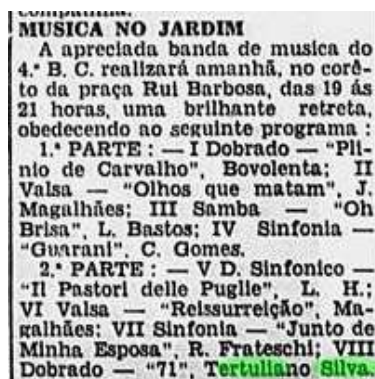 companhia.
MUSICA NO JARDIM
A apreciada banda de musica do
4.º B. C. realizará amanhã, no corê-
to da praça Rui Barbosa, das 19 ás
21 horas, uma brilhante retreta,
obedecendo ao seguinte programa :
1.ª PARTE : — I Dobrado — "Pli-
nio de Carvalho", Bovolenta; II
Valsa — "Olhos que matam", J.
Magalhães; III Samba — "Oh
Brisa", L. Bastos; IV Sinfonia —
"Guarani", C. Gomes.
2.ª PARTE : — V D. Sinfonico —
"Il Pastori delle Puglie", L. H.;
VI Valsa — "Reissurreição", Ma-
galhães; VII Sinfonia — "Junto de
Minha Esposa", R. Frateschi; VIII
Dobrado — "71", Tertuliano Silva.